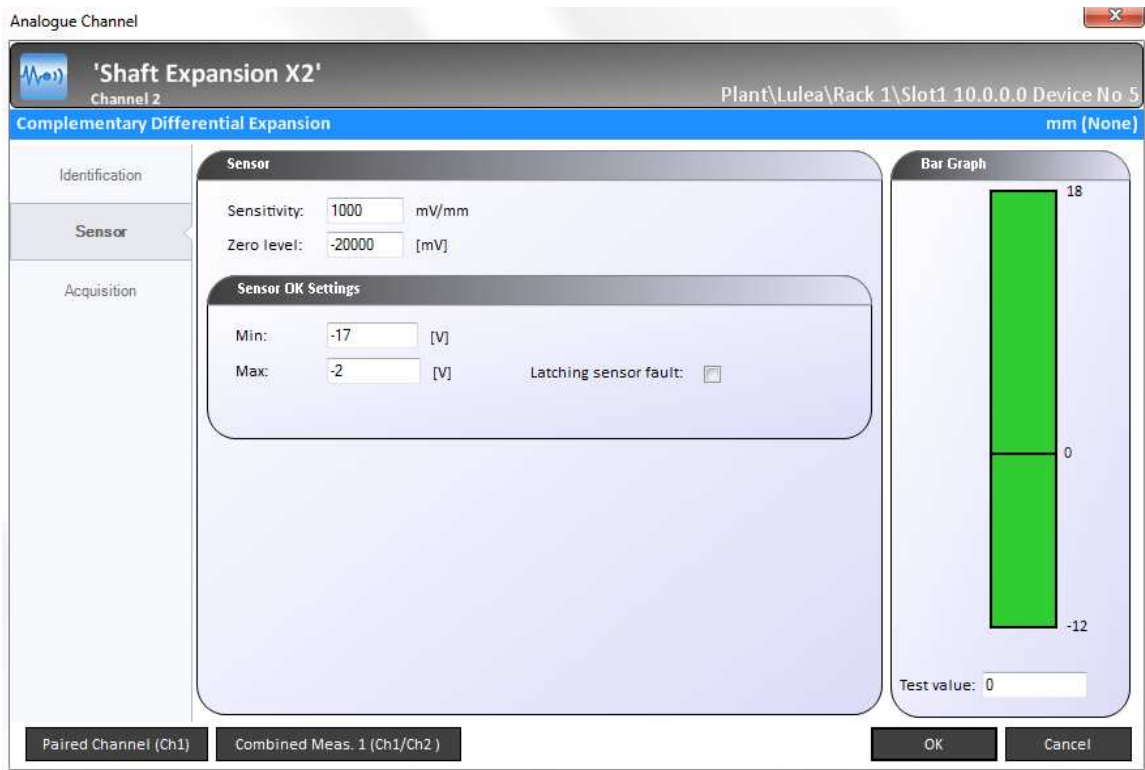 Analogue Channel
'Shaft Expansion X2'
Channel 2
Plant\Lulea\Rack 1\Slot1 10.0.0.0 Device No 5
Complementary Differential Expansion mm (None)
Identification
Sensor
Acquisition
Sensor
Sensitivity: 1000 mV/mm
Zero level: -20000 [mV]
Sensor OK Settings
Min: -17 [V]
Max: -2 [V] Latching sensor fault:
Bar Graph
18
0
-12
Test value: 0
Paired Channel (Ch1) Combined Meas. 1 (Ch1/Ch2 ) OK Cancel